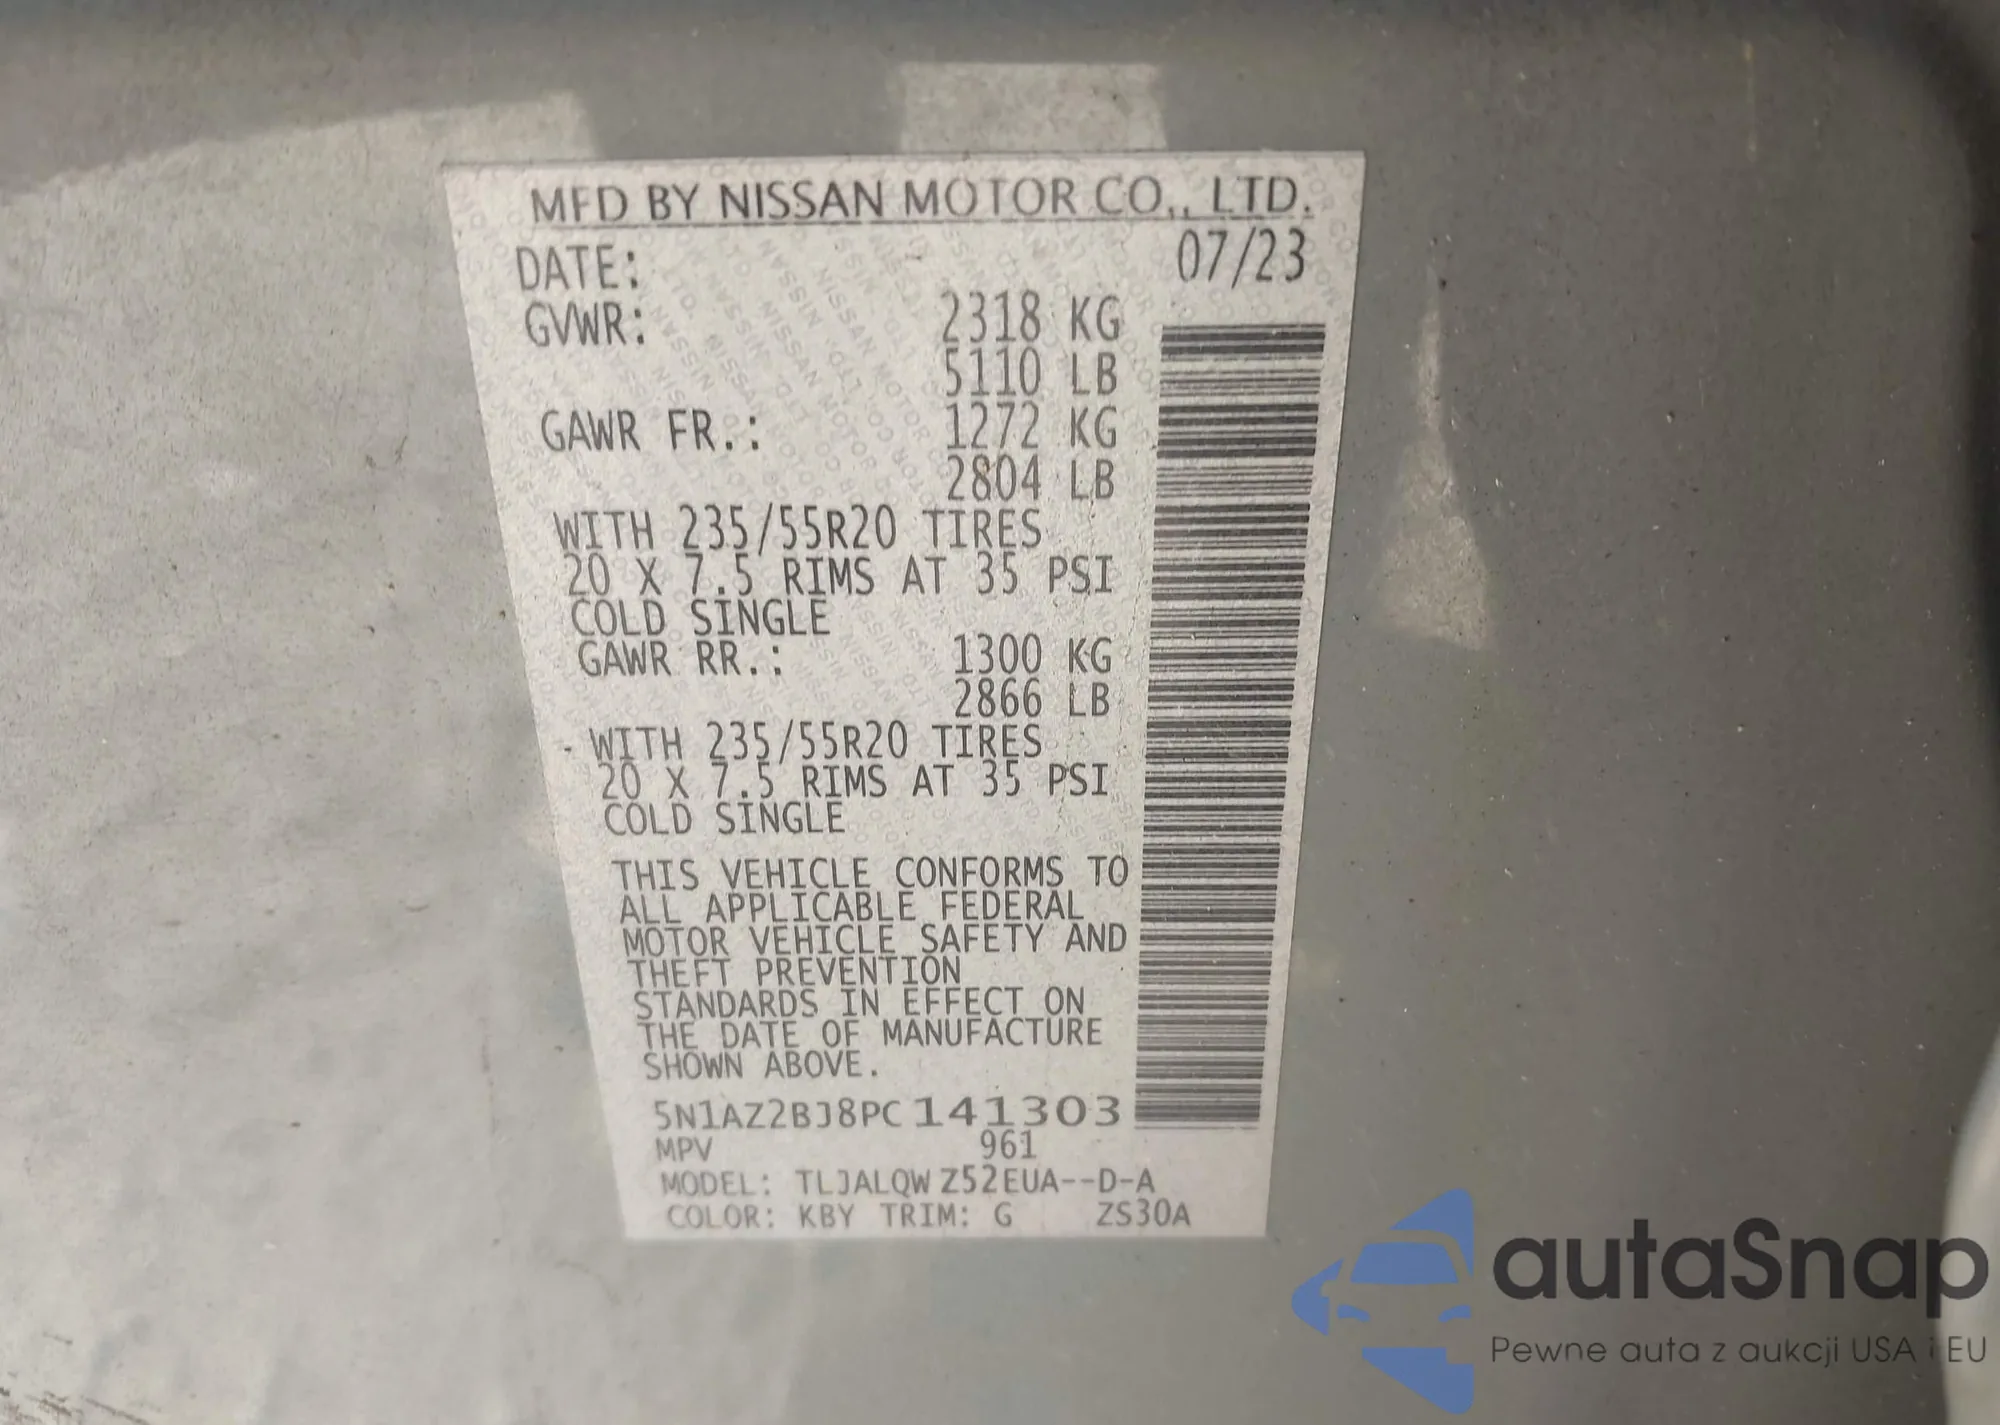 MFD BY NISSAN MOTOR CO., LTD.
DATE: 07/23
GVWR: 2318 KG
5110 LB
GAWR FR.: 1272 KG
2804 LB
WITH 235/55R20 TIRES
20 X 7.5 RIMS AT 35 PSI
COLD SINGLE
GAWR RR.: 1300 KG
2866 LB
WITH 235/55R20 TIRES
20 X 7.5 RIMS AT 35 PSI
COLD SINGLE
THIS VEHICLE CONFORMS TO
ALL APPLICABLE FEDERAL
MOTOR VEHICLE SAFETY AND
THEFT PREVENTION
STANDARDS IN EFFECT ON
THE DATE OF MANUFACTURE
SHOWN ABOVE.
5N1AZ2BJ8PC141303
MPV 961
MODEL: TLJALQW Z52EUA--D-A
COLOR: KBY TRIM: G ZS30A
autaSnap
Pewne auta z aukcji USA i EU